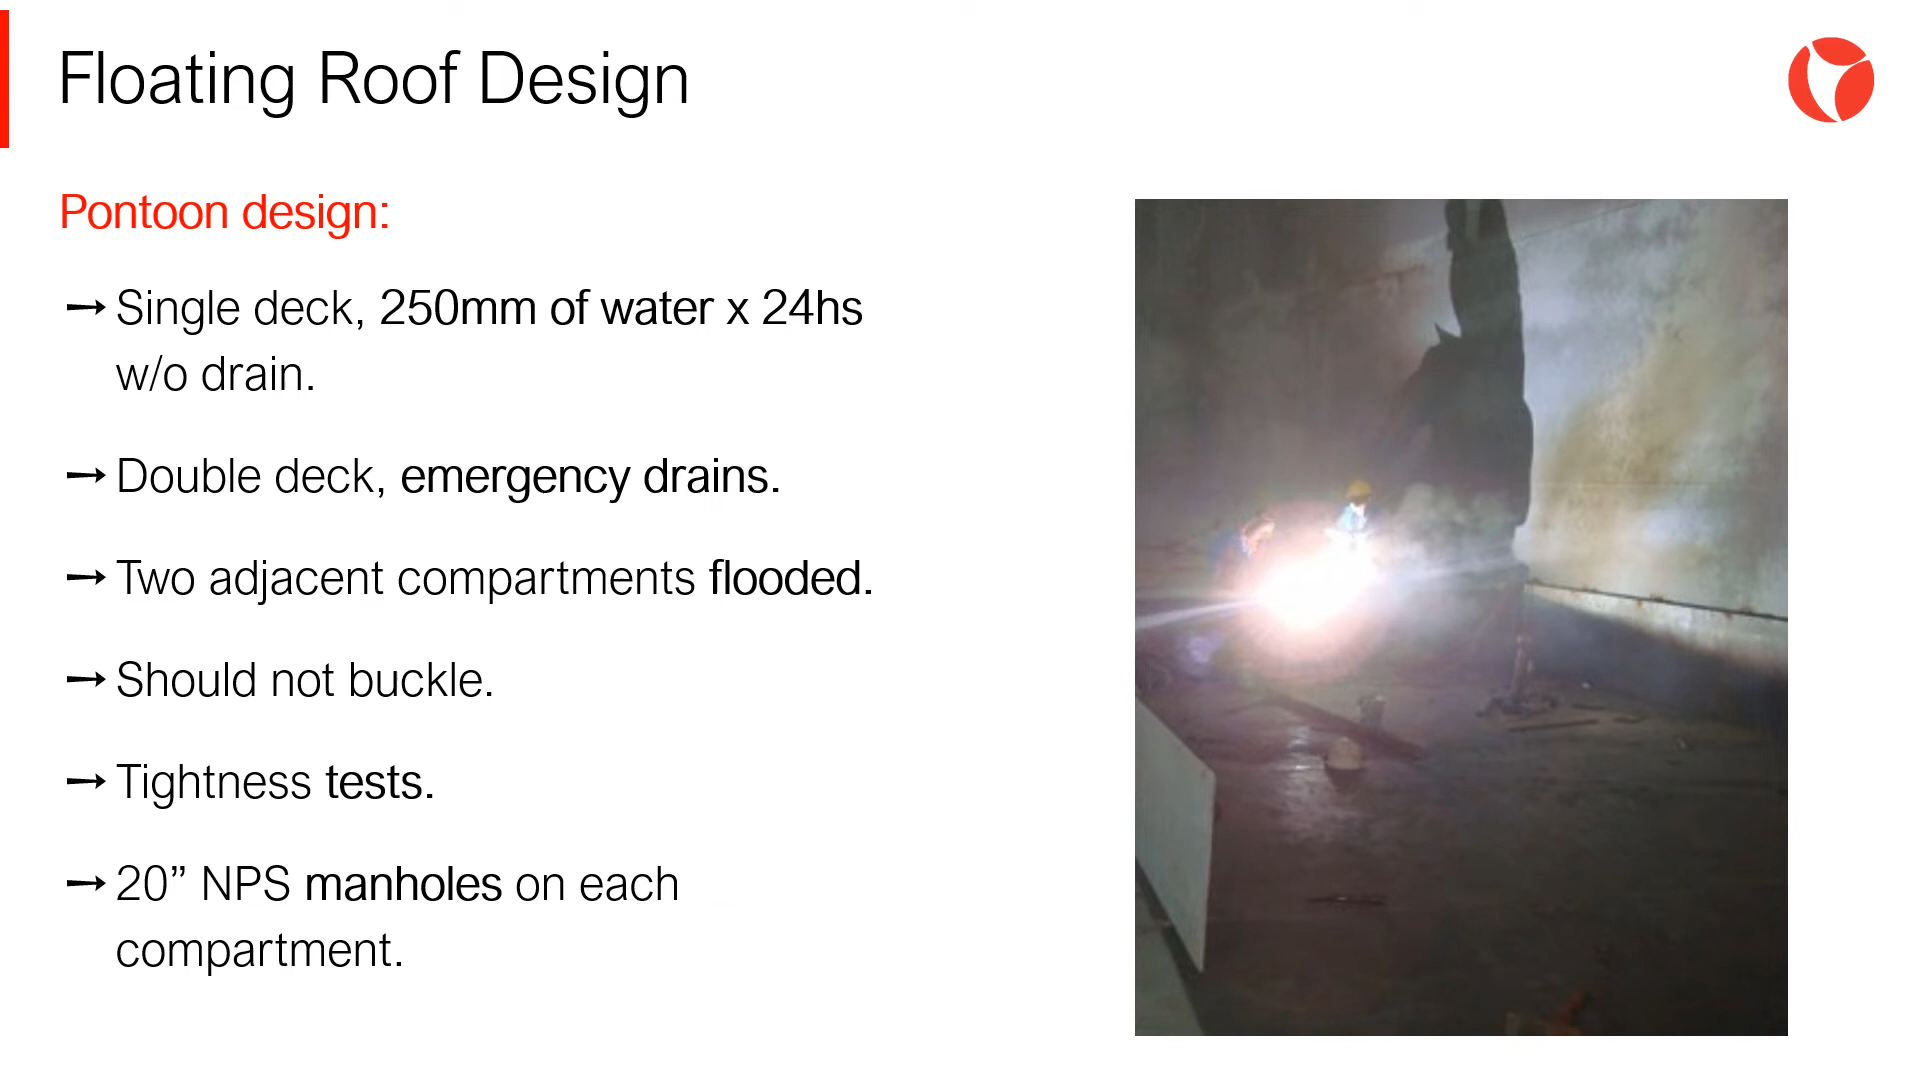 Floating Roof Design
Pontoon design:
→ Single deck, 250mm of water x 24hs
w/o drain.
→ Double deck, emergency drains.
→ Two adjacent compartments flooded.
→ Should not buckle.
→ Tightness tests.
→ 20” NPS manholes on each
compartment.